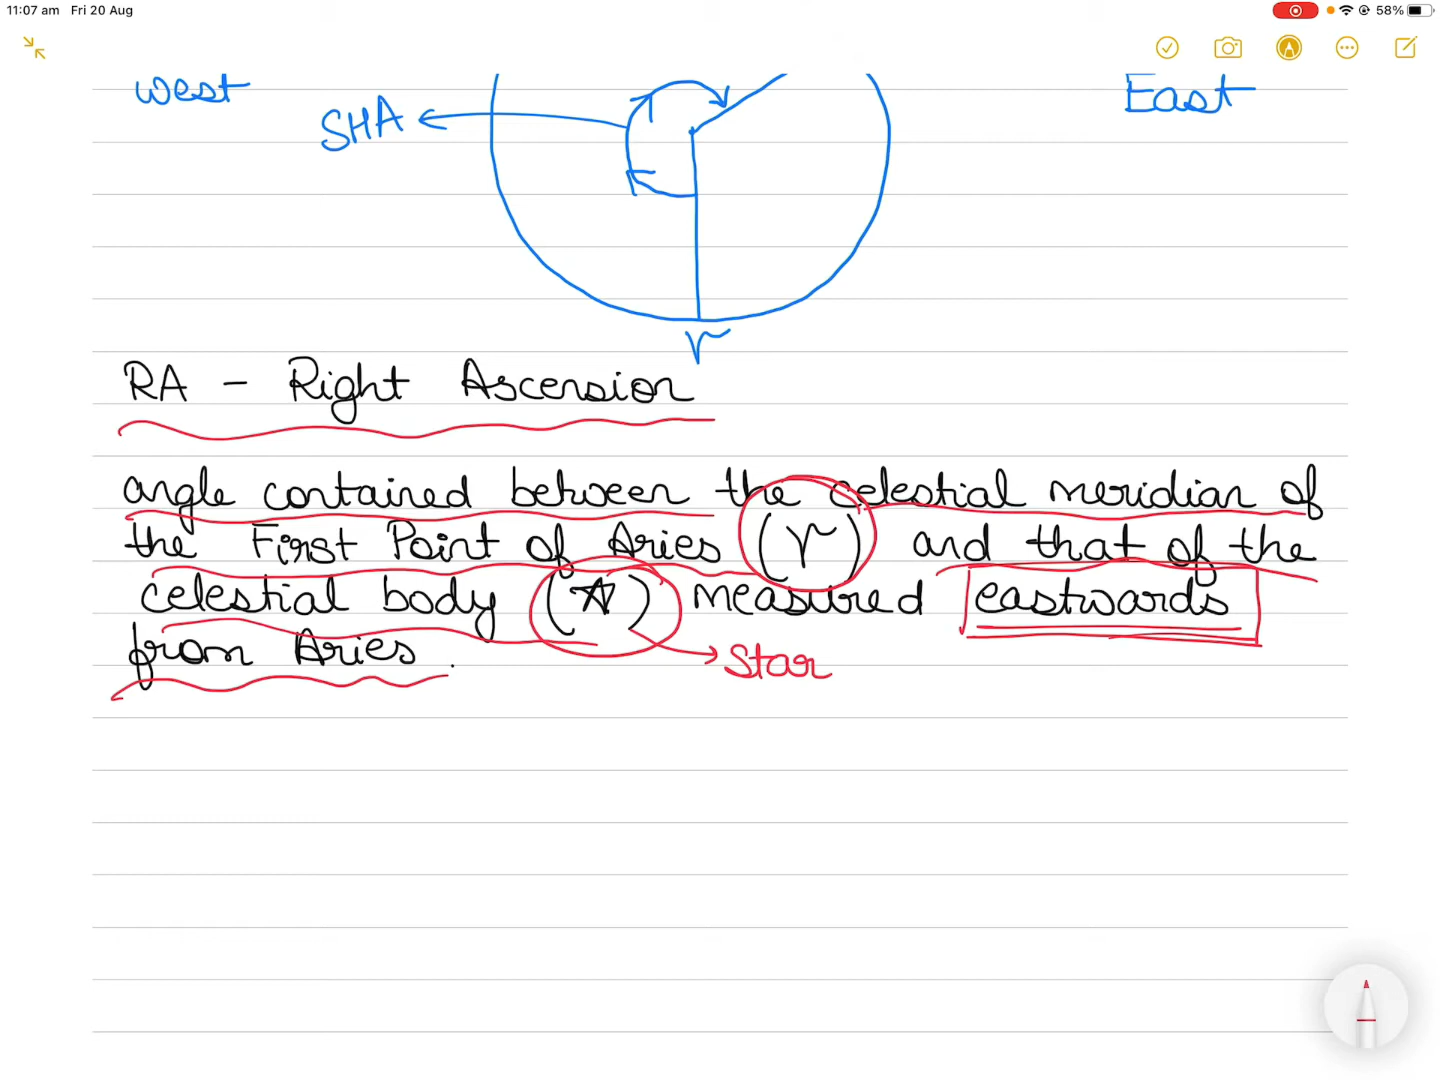 11:07 am Fri 20 Aug 58%
West East
SHA
♈
RA - Right Ascension
angle contained between the celestial meridian of
the First Point of Aries (♈) and that of the
celestial body (☆) measured eastwards
from Aries.
Star